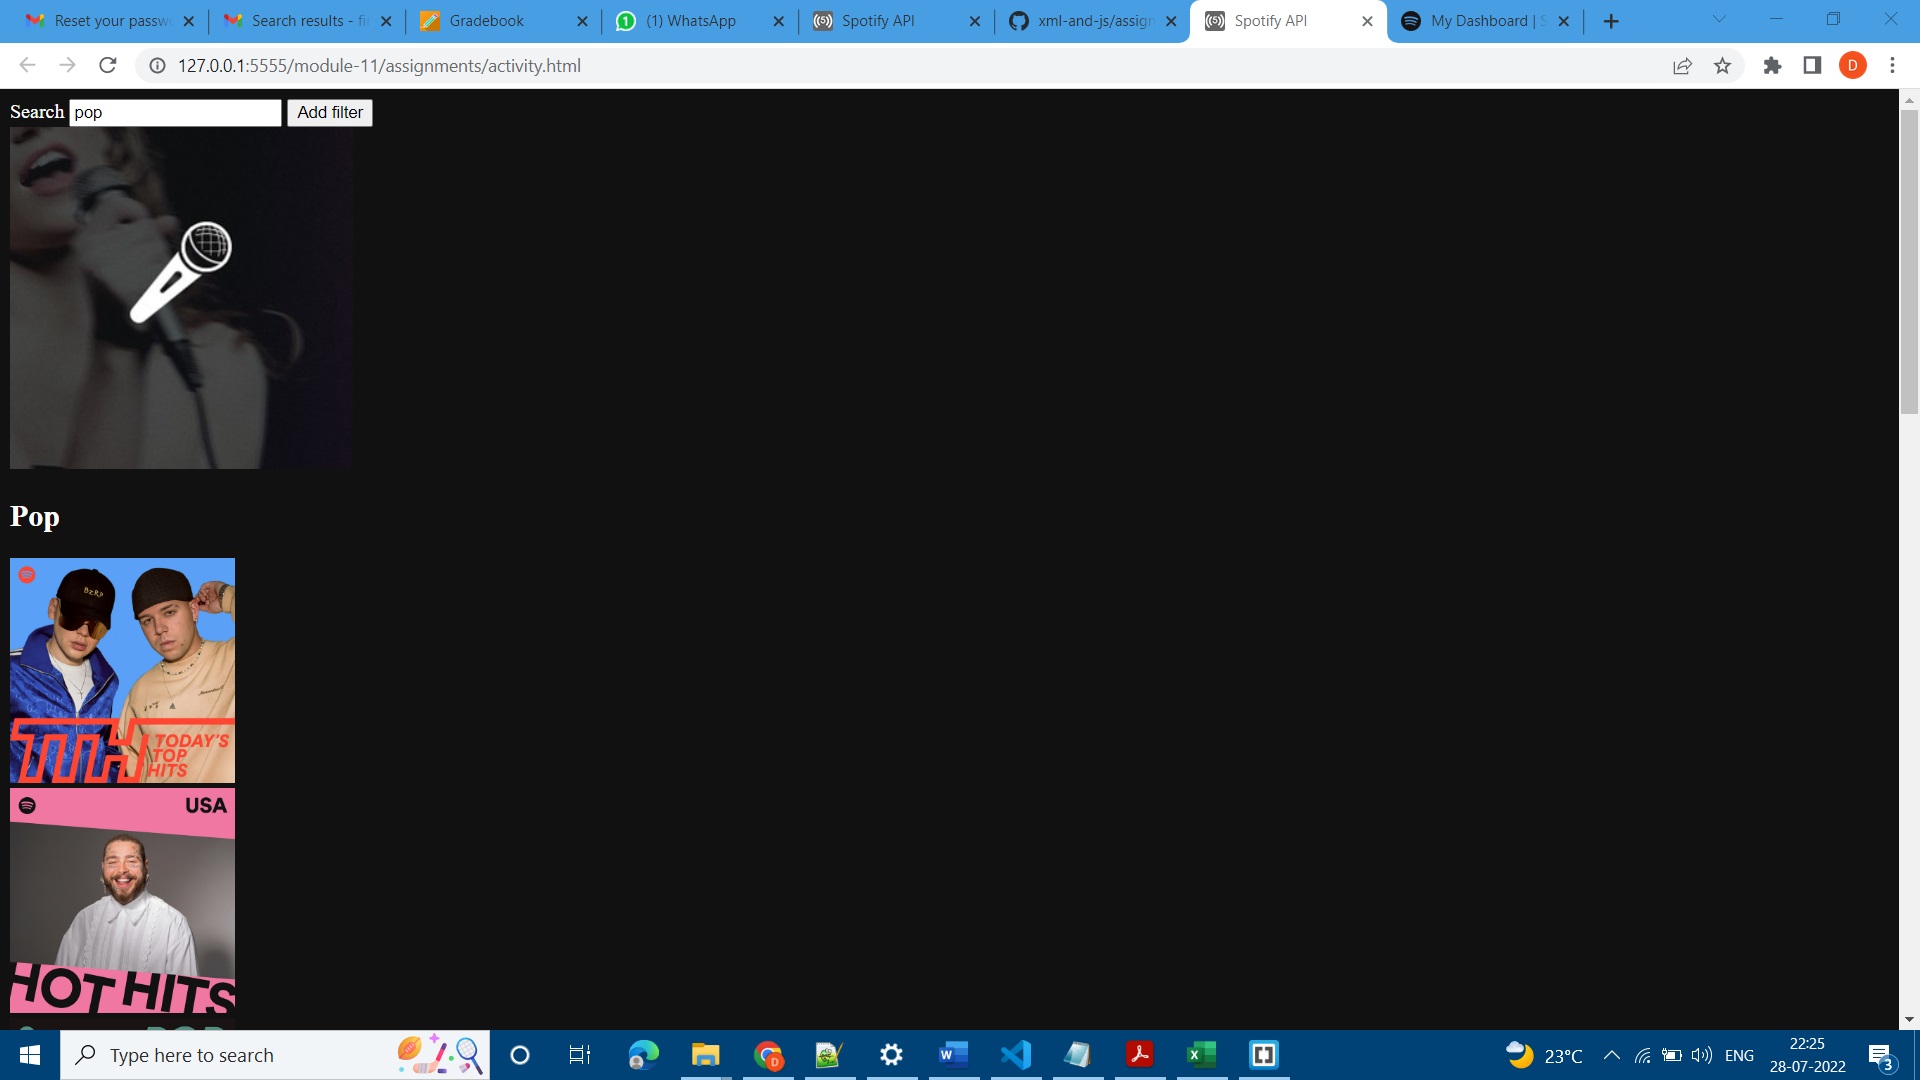 Reset your passw
Search results - fi
Gradebook
(1) WhatsApp
Spotify API
xml-and-js/assign
Spotify API
My Dashboard | S
127.0.0.1:5555/module-11/assignments/activity.html
D
Search pop Add filter
Pop
BZRP
TTH
TODAY'S
TOP
HITS
USA
HOT HITS
Type here to search
23°C
ENG
22:25
28-07-2022
3